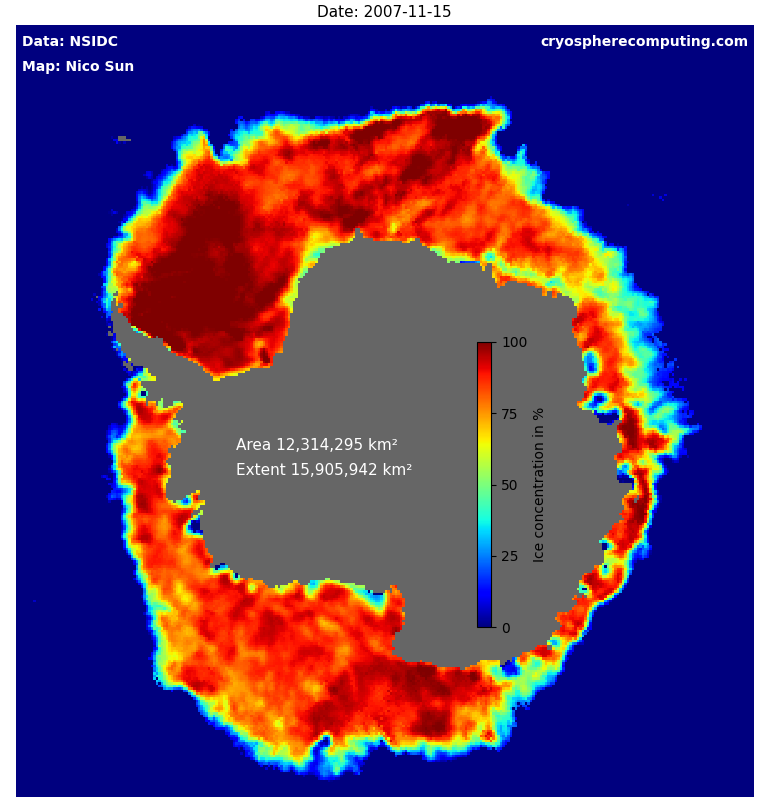 Date: 2007-11-15
Data: NSIDC
cryospherecomputing.com
Map: Nico Sun
100
75
50
25
0
Ice concentration in %
Area 12,314,295 km²
Extent 15,905,942 km²